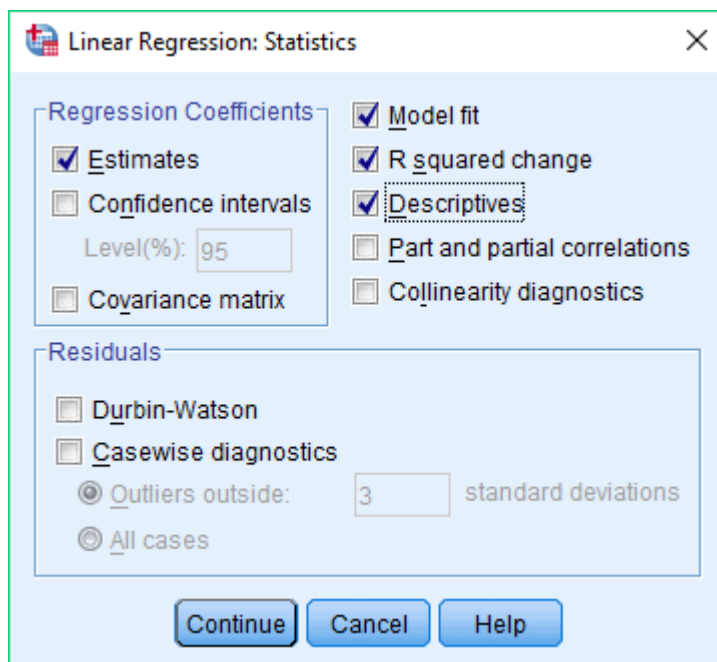 Linear Regression: Statistics
Regression Coefficients
Estimates
Confidence intervals
Level(%): 95
Covariance matrix
Model fit
R squared change
Descriptives
Part and partial correlations
Collinearity diagnostics
Residuals
Durbin-Watson
Casewise diagnostics
Outliers outside: 3 standard deviations
All cases
Continue Cancel Help